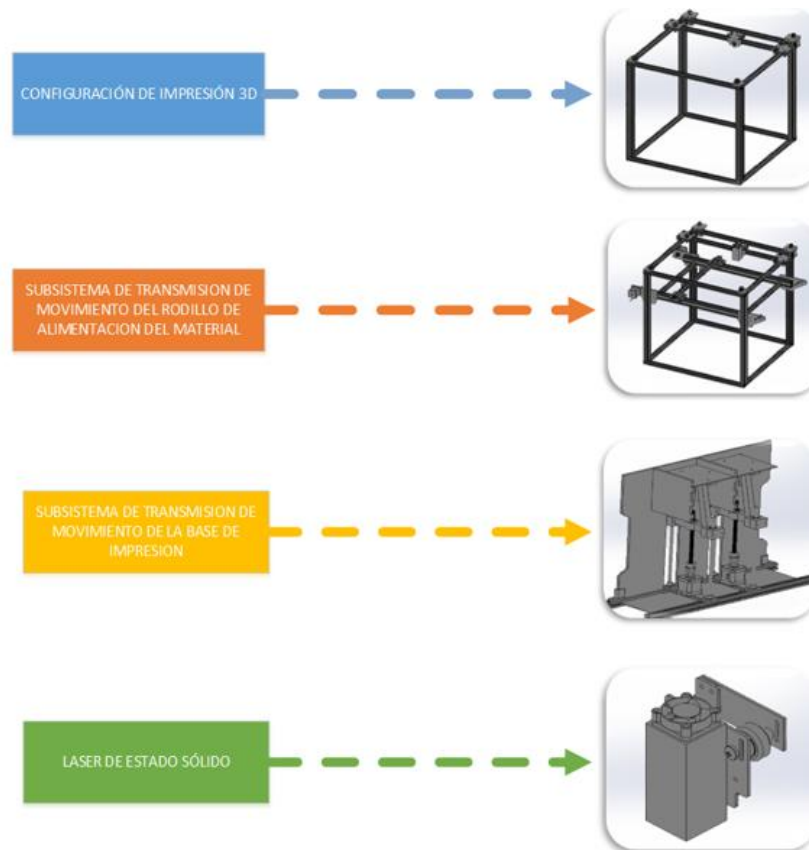 CONFIGURACIÓN DE IMPRESIÓN 3D
SUBSISTEMA DE TRANSMISION DE
MOVIMIENTO DEL RODILLO DE
ALIMENTACION DEL MATERIAL
SUBSISTEMA DE TRANSMISION DE
MOVIMIENTO DE LA BASE DE
IMPRESIÓN
LASER DE ESTADO SÓLIDO